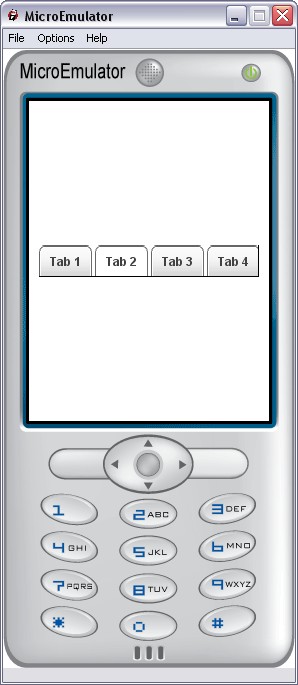 MicroEmulator
File Options Help
MicroEmulator
Tab 1 Tab 2 Tab 3 Tab 4
1 2 ABC 3 DEF
4 GHI 5 JKL 6 MNO
7 PQRS 8 TUV 9 WXYZ
* 0 #